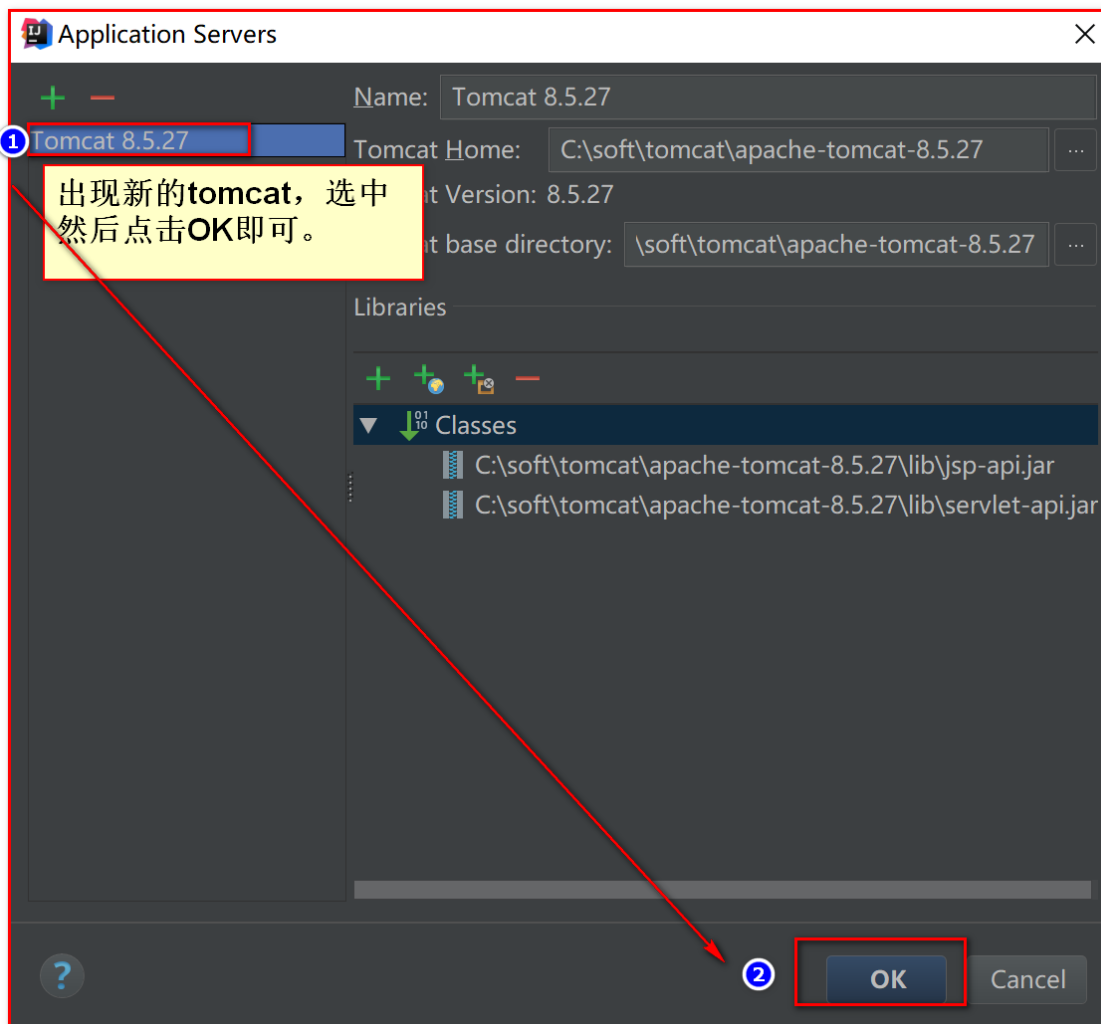 Application Servers
Name: Tomcat 8.5.27
1 Tomcat 8.5.27
Tomcat Home: C:\soft\tomcat\apache-tomcat-8.5.27 ...
出现新的tomcat，选中
然后点击OK即可。
at Version: 8.5.27
at base directory: \soft\tomcat\apache-tomcat-8.5.27 ...
Libraries
Classes
C:\soft\tomcat\apache-tomcat-8.5.27\lib\jsp-api.jar
C:\soft\tomcat\apache-tomcat-8.5.27\lib\servlet-api.jar
? 2 OK Cancel